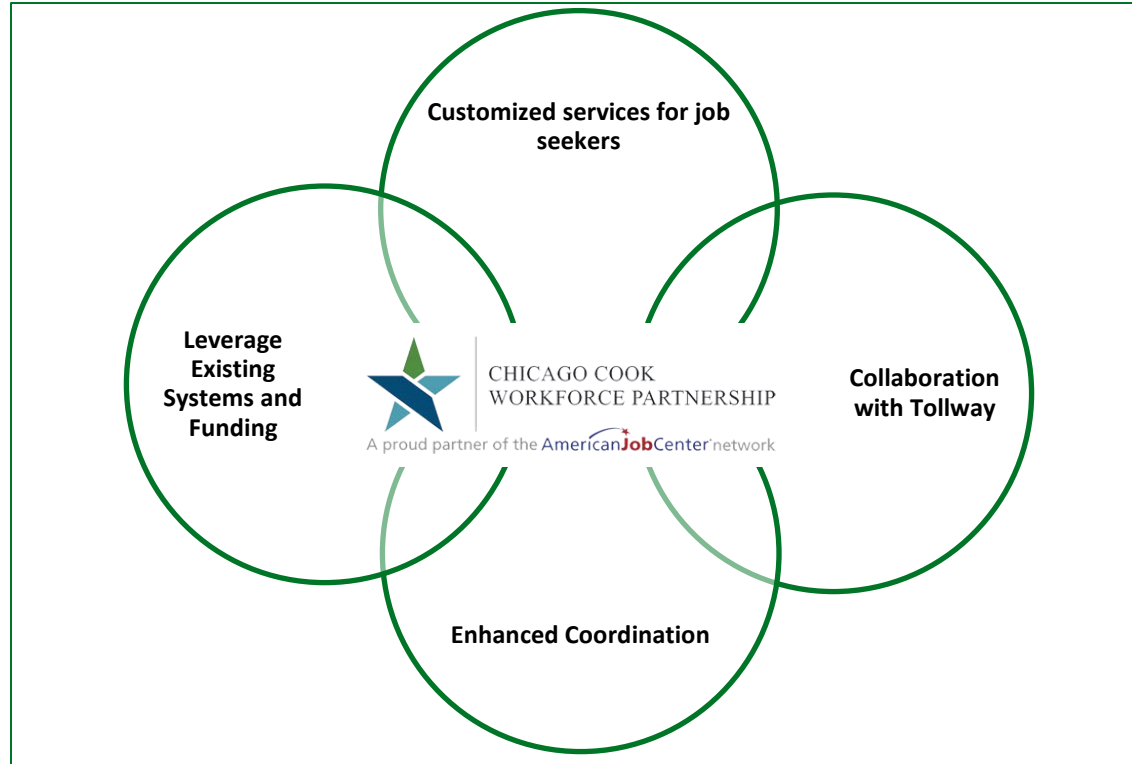 Customized services for job
seekers
Leverage
Existing
Systems and
Funding
CHICAGO COOK
WORKFORCE PARTNERSHIP
A proud partner of the AmericanJobCenter network
Collaboration
with Tollway
Enhanced Coordination